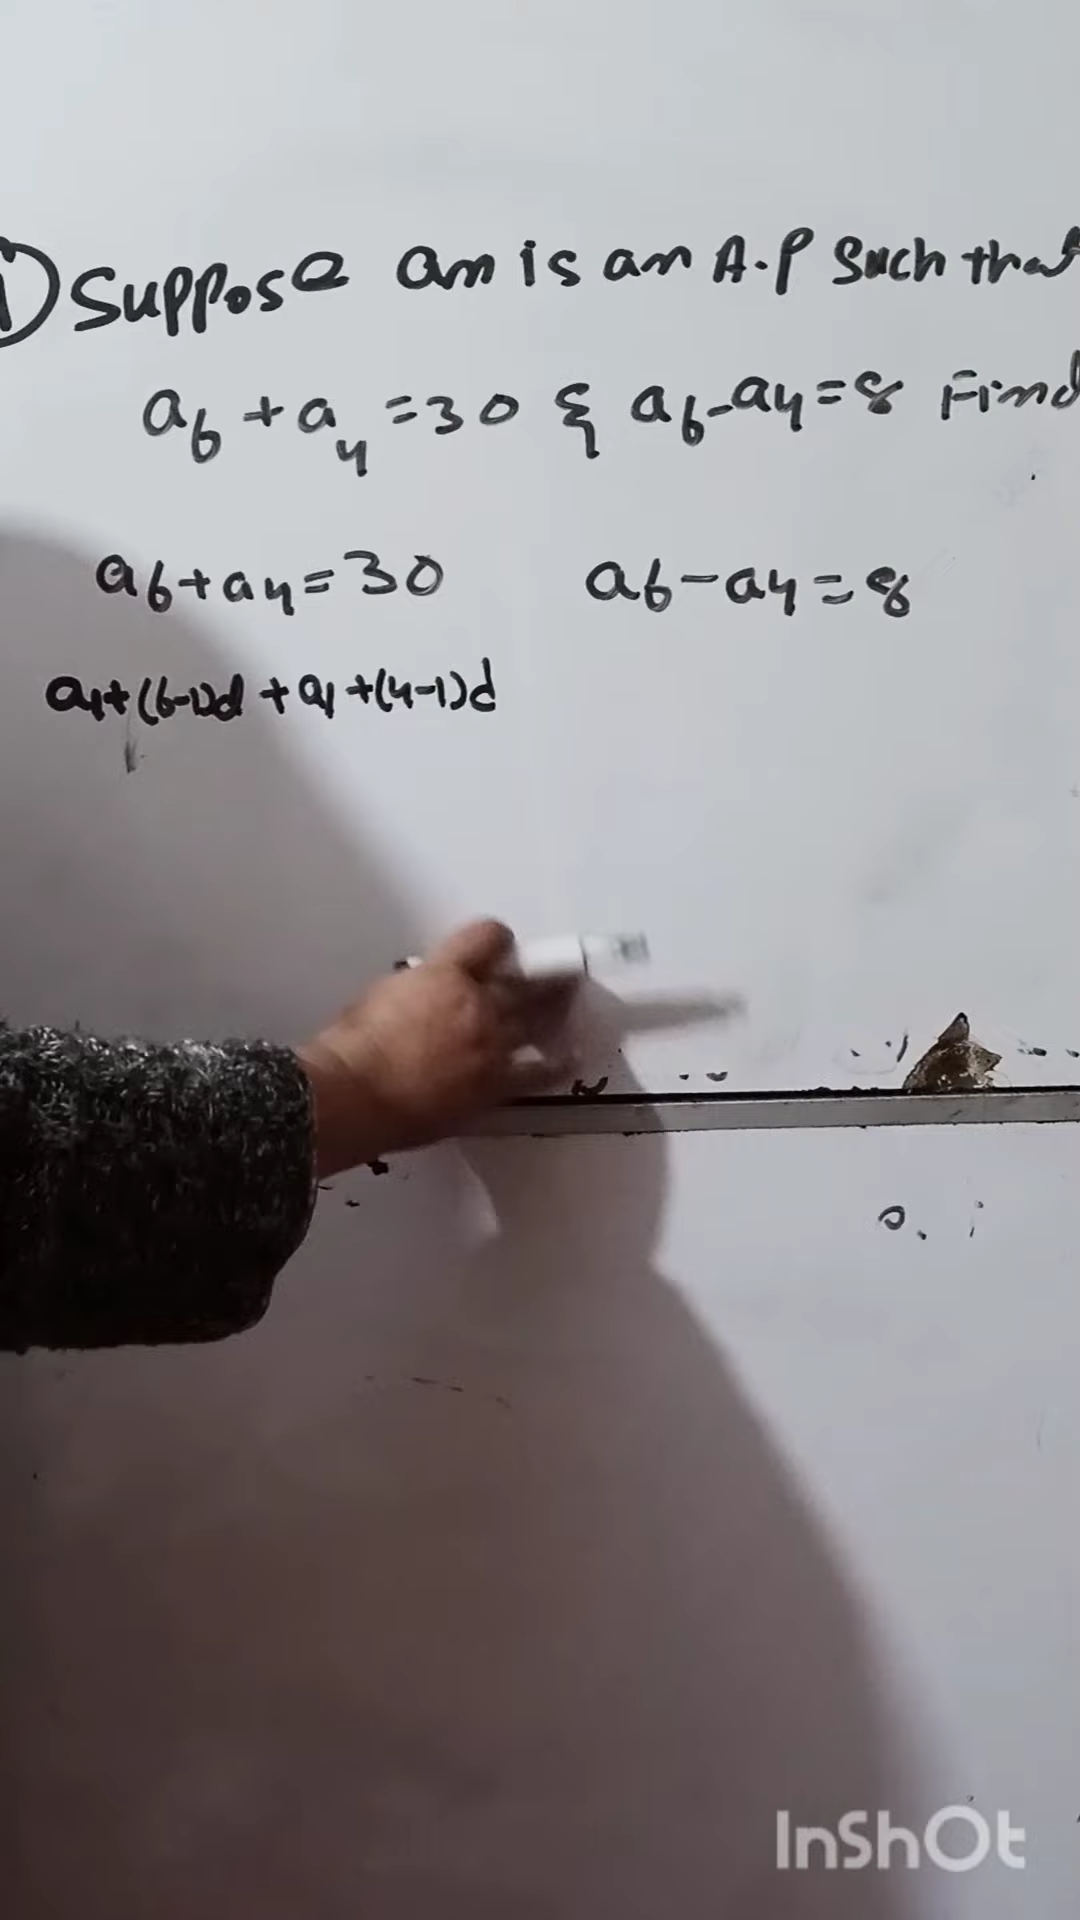 i) Suppose an is an A.P such that
a6 + a4 = 30 & a6 - a4 = 8 Find
a6 + a4 = 30 a6 - a4 = 8
a1 + (6-1)d + a1 + (4-1)d
InShOt